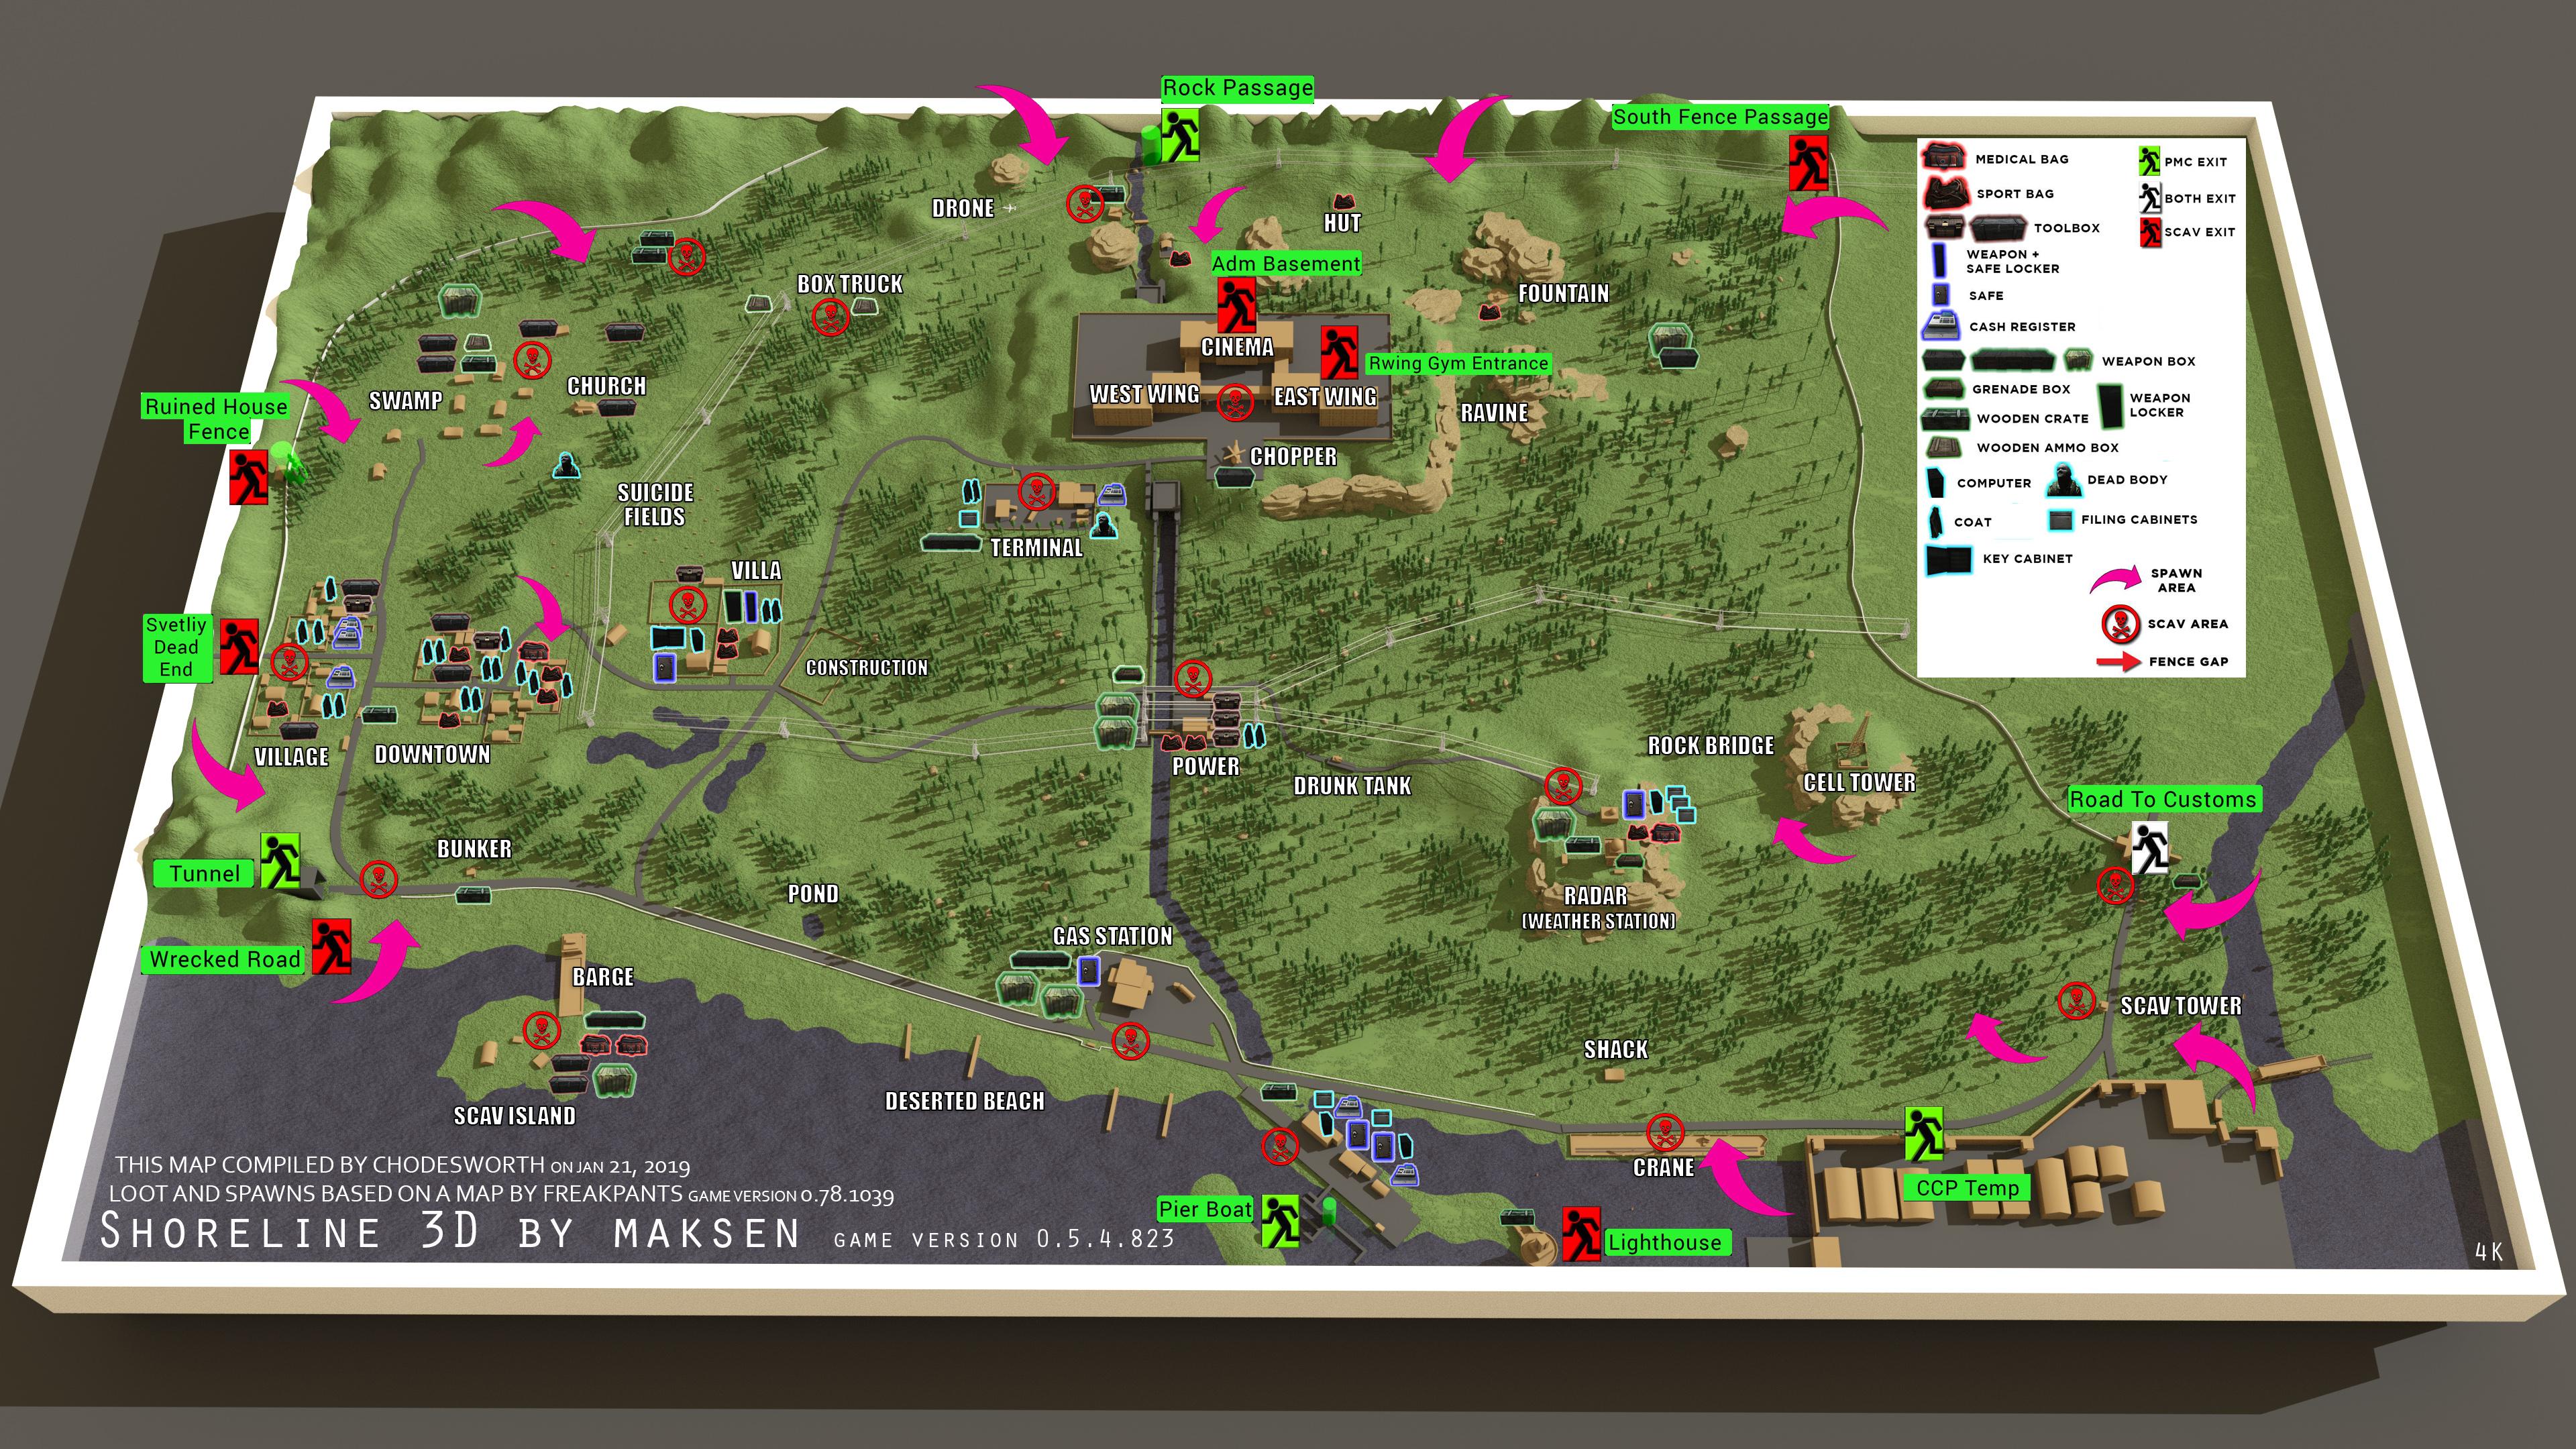 Rock Passage
South Fence Passage
MEDICAL BAG
PMC EXIT
SPORT BAG
BOTH EXIT
TOOLBOX
SCAV EXIT
WEAPON +
SAFE LOCKER
SAFE
CASH REGISTER
WEAPON BOX
GRENADE BOX
WEAPON
LOCKER
WOODEN CRATE
WOODEN AMMO BOX
COMPUTER
DEAD BODY
COAT
FILING CABINETS
KEY CABINET
SPAWN
AREA
SCAV AREA
FENCE GAP
DRONE
HUT
Adm Basement
BOX TRUCK
FOUNTAIN
CINEMA
Rwing Gym Entrance
CHURCH
WEST WING
EAST WING
SWAMP
Ruined House
Fence
RAVINE
CHOPPER
SUICIDE
FIELDS
TERMINAL
VILLA
Svetliy
Dead
End
CONSTRUCTION
VILLAGE
DOWNTOWN
POWER
DRUNK TANK
ROCK BRIDGE
CELL TOWER
Road To Customs
BUNKER
Tunnel
POND
RADAR
(WEATHER STATION)
GAS STATION
Wrecked Road
BARGE
SCAV TOWER
SHACK
DESERTED BEACH
SCAV ISLAND
CRANE
CCP Temp
Pier Boat
Lighthouse
THIS MAP COMPILED BY CHODESWORTH ON JAN 21, 2019
LOOT AND SPAWNS BASED ON A MAP BY FREAKPANTS GAME VERSION 0.78.1039
SHORELINE 3D BY MAKSEN GAME VERSION 0.5.4.823
4K